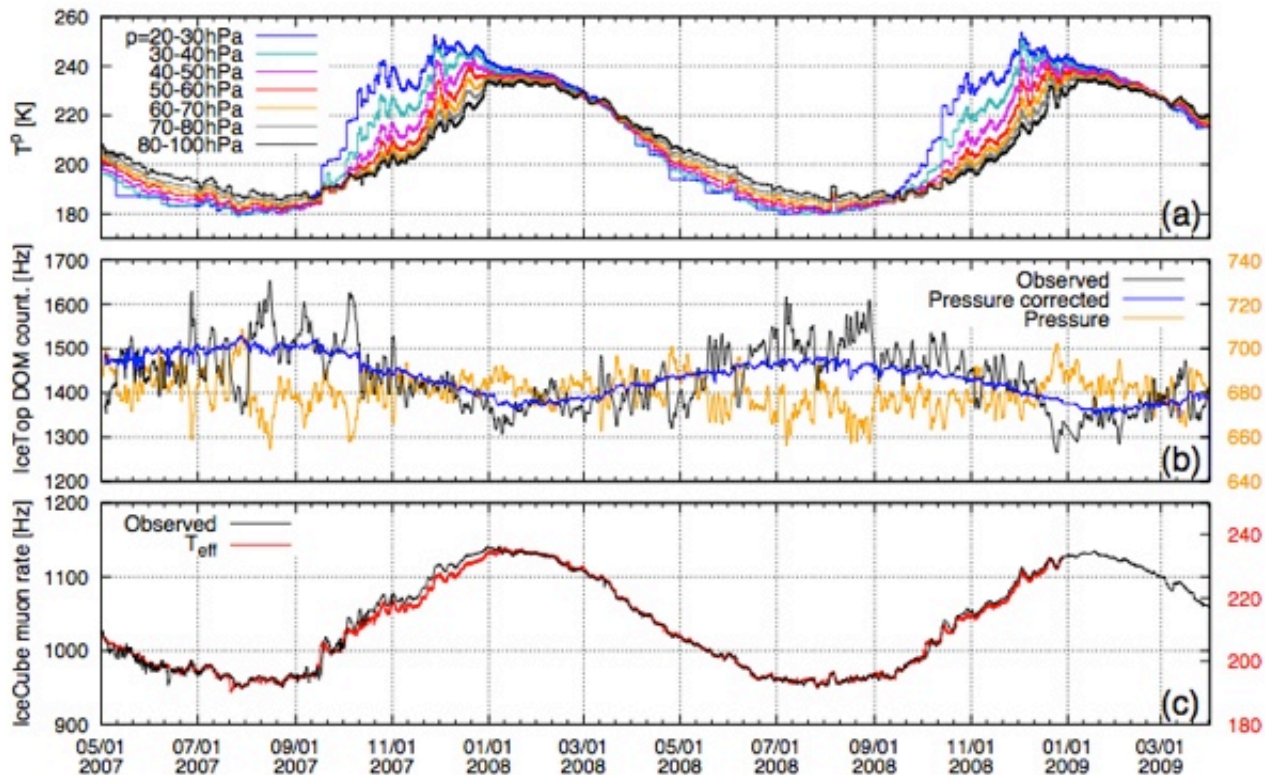 260
240
220
200
180
T^p [K]
p=20-30hPa
30-40hPa
40-50hPa
50-60hPa
60-70hPa
70-80hPa
80-100hPa
(a)
1700
1600
1500
1400
1300
1200
IceTop DOM count. [Hz]
Observed
Pressure corrected
Pressure
740
720
700
680
660
640
(b)
1200
1100
1000
900
IceCube muon rate [Hz]
Observed
T_eff
240
220
200
180
(c)
05/01 07/01 09/01 11/01 01/01 03/01 05/01 07/01 09/01 11/01 01/01 03/01
2007 2007 2007 2007 2008 2008 2008 2008 2008 2008 2009 2009